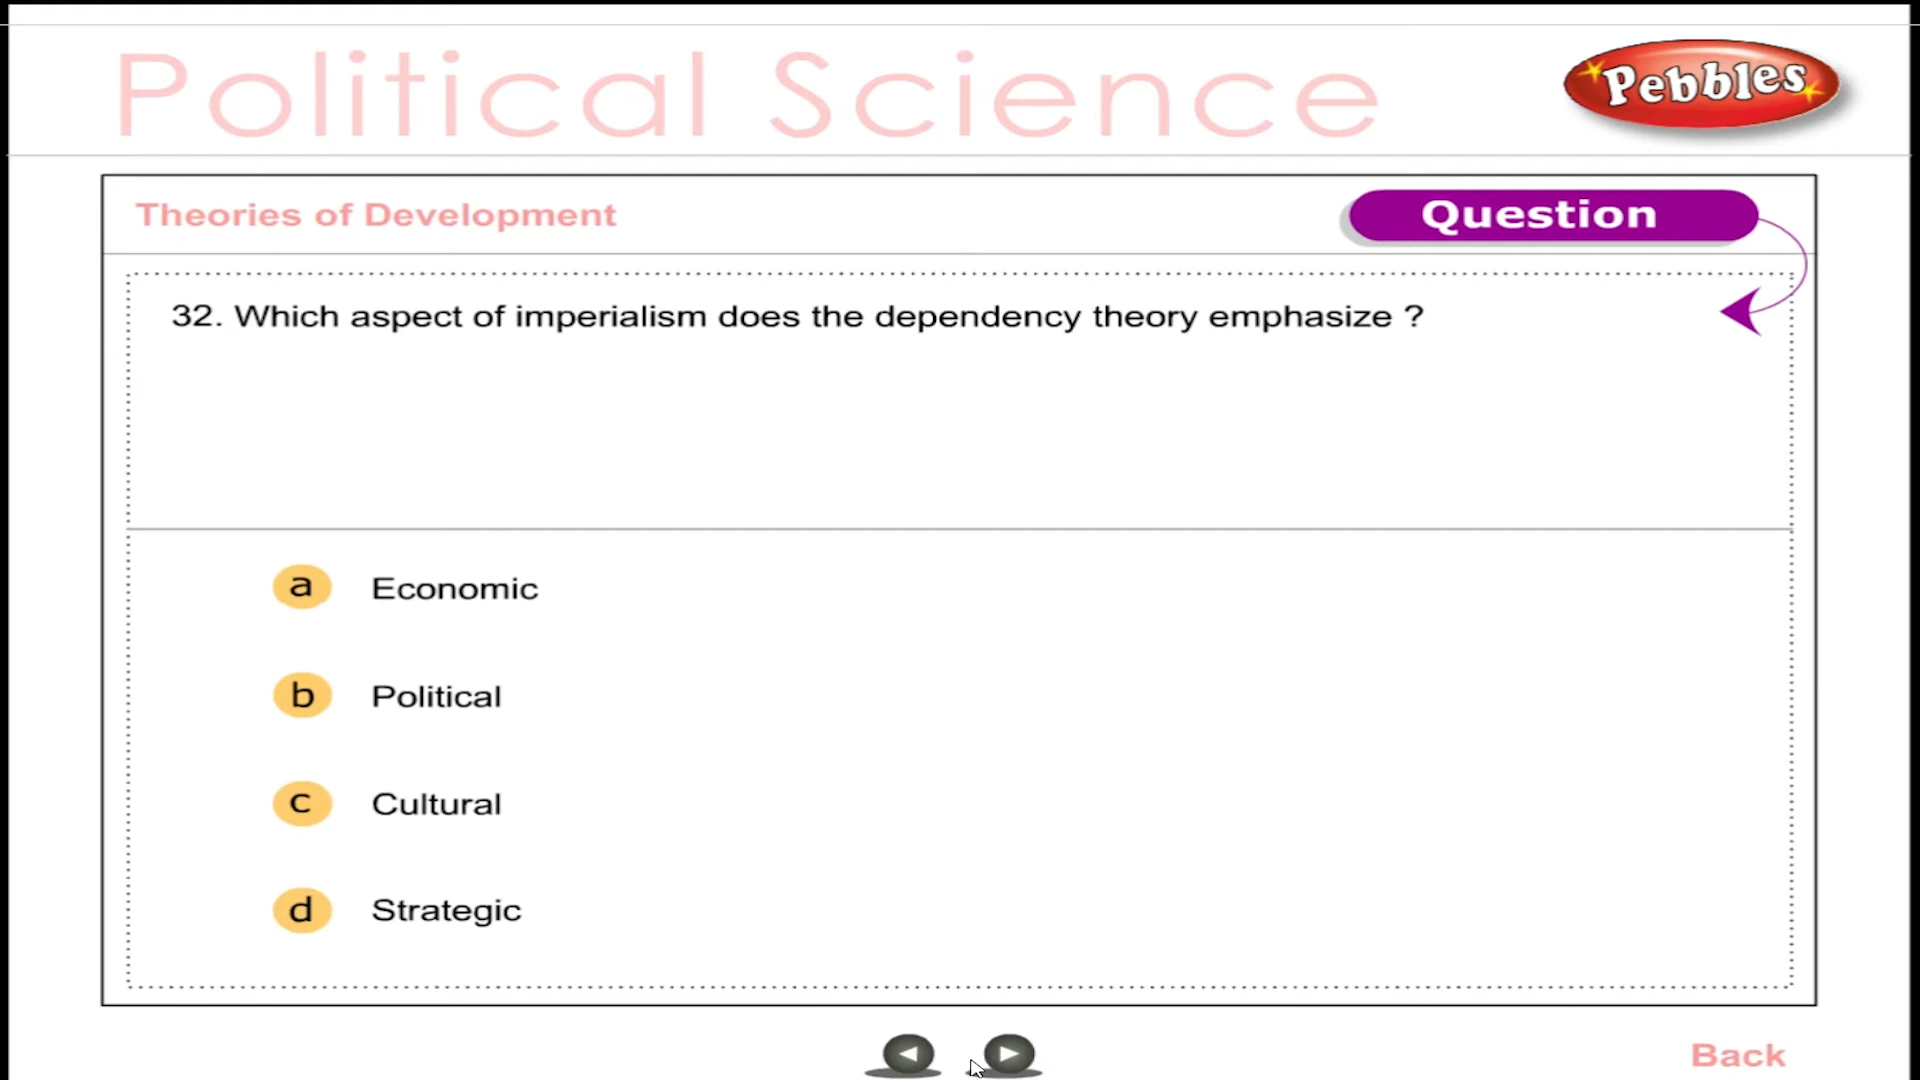 Political Science
Pebbles
Theories of Development
Question
32. Which aspect of imperialism does the dependency theory emphasize ?
a Economic
b Political
c Cultural
d Strategic
Back